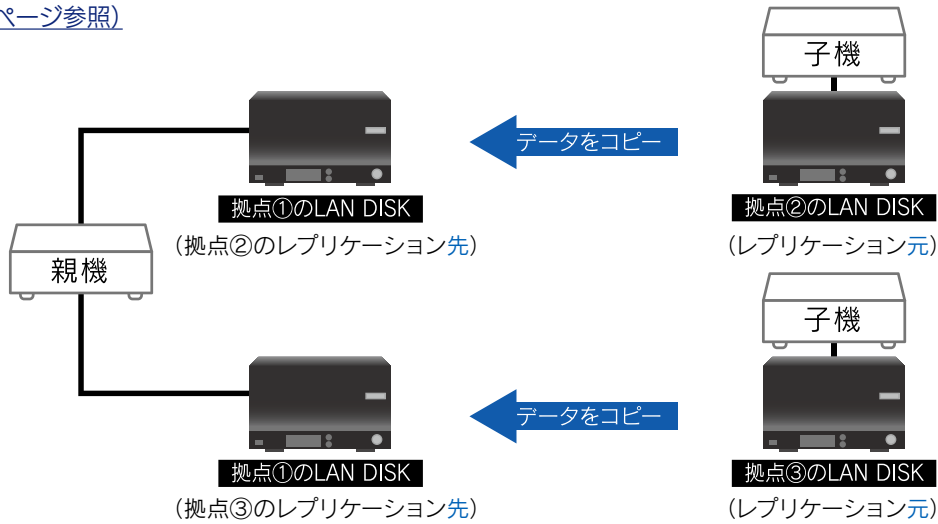 ページ参照)
子機
データをコピー
拠点①のLAN DISK
拠点②のLAN DISK
(拠点②のレプリケーション先)
(レプリケーション元)
親機
子機
データをコピー
拠点①のLAN DISK
拠点③のLAN DISK
(拠点③のレプリケーション先)
(レプリケーション元)